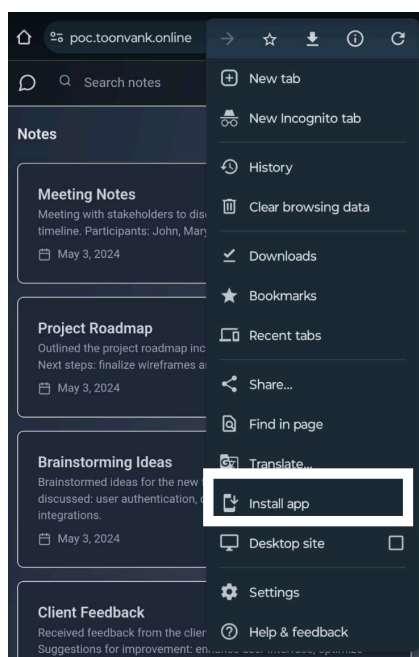 poc.toonvank.online
Search notes
Notes
Meeting Notes
Meeting with stakeholders to
timeline. Participants: John,
May 3, 2024
Project Roadmap
Outlined the project roadmap
Next steps: finalize wireframes
May 3, 2024
Brainstorming Ideas
Brainstormed ideas for the new
discussed: user authentication,
integrations.
May 3, 2024
Client Feedback
Received feedback from the
Suggestions for improvement:
New tab
New Incognito tab
History
Clear browsing data
Downloads
Bookmarks
Recent tabs
Share...
Find in page
Translate...
Install app
Desktop site
Settings
Help & feedback